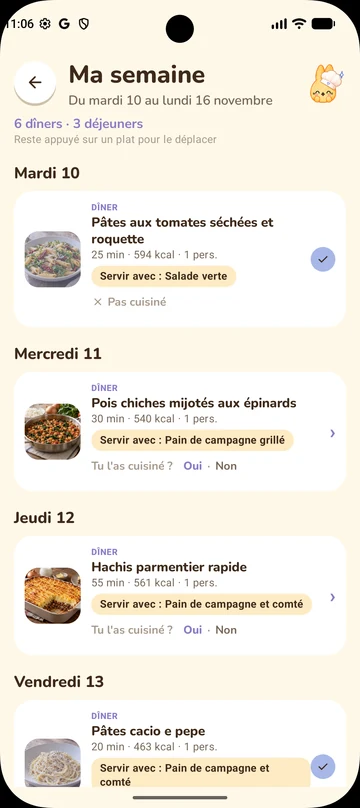 11:06
Ma semaine
Du mardi 10 au lundi 16 novembre
6 dîners · 3 déjeuners
Reste appuyé sur un plat pour le déplacer
Mardi 10
DÎNER
Pâtes aux tomates séchées et
roquette
25 min · 594 kcal · 1 pers.
Servir avec : Salade verte
× Pas cuisiné
Mercredi 11
DÎNER
Pois chiches mijotés aux épinards
30 min · 540 kcal · 1 pers.
Servir avec : Pain de campagne grillé
Tu l'as cuisiné ? Oui · Non
Jeudi 12
DÎNER
Hachis parmentier rapide
55 min · 561 kcal · 1 pers.
Servir avec : Pain de campagne et comté
Tu l'as cuisiné ? Oui · Non
Vendredi 13
DÎNER
Pâtes cacio e pepe
20 min · 463 kcal · 1 pers.
Servir avec : Pain de campagne et
comté